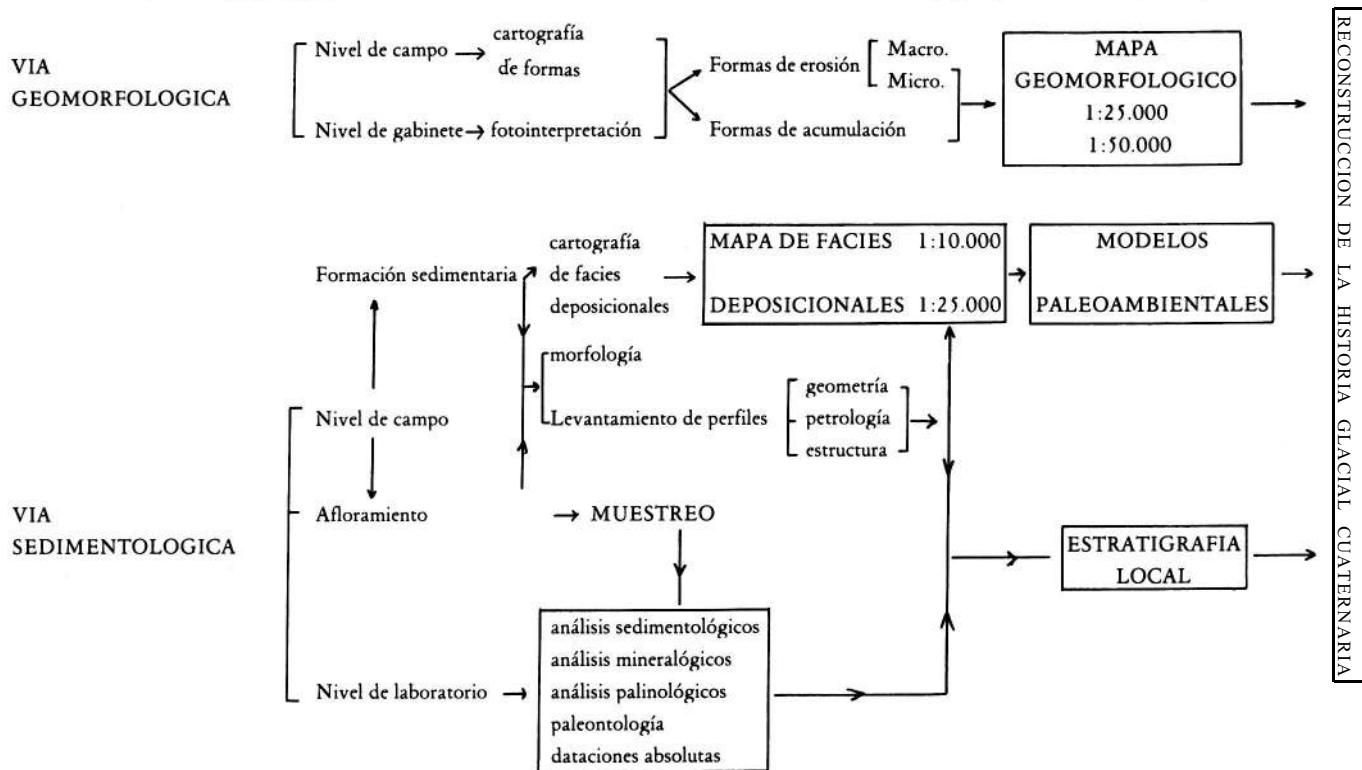 VIA
GEOMORFOLOGICA
Nivel de campo
cartografía
de formas
Nivel de gabinete
fotointerpretación
Formas de erosión
Macro.
Micro.
Formas de acumulación
MAPA
GEOMORFOLOGICO
1:25.000
1:50.000
VIA
SEDIMENTOLOGICA
Formación sedimentaria
cartografía
de facies
deposicionales
MAPA DE FACIES 1:10.000
DEPOSICIONALES 1:25.000
MODELOS
PALEOAMBIENTALES
Nivel de campo
morfología
Levantamiento de perfiles
geometría
petrología
estructura
Afloramiento
MUESTREO
ESTRATIGRAFIA
LOCAL
Nivel de laboratorio
análisis sedimentológicos
análisis mineralógicos
análisis palinológicos
paleontología
dataciones absolutas
RECONSTRUCCION DE LA HISTORIA GLACIAL CUATERNARIA